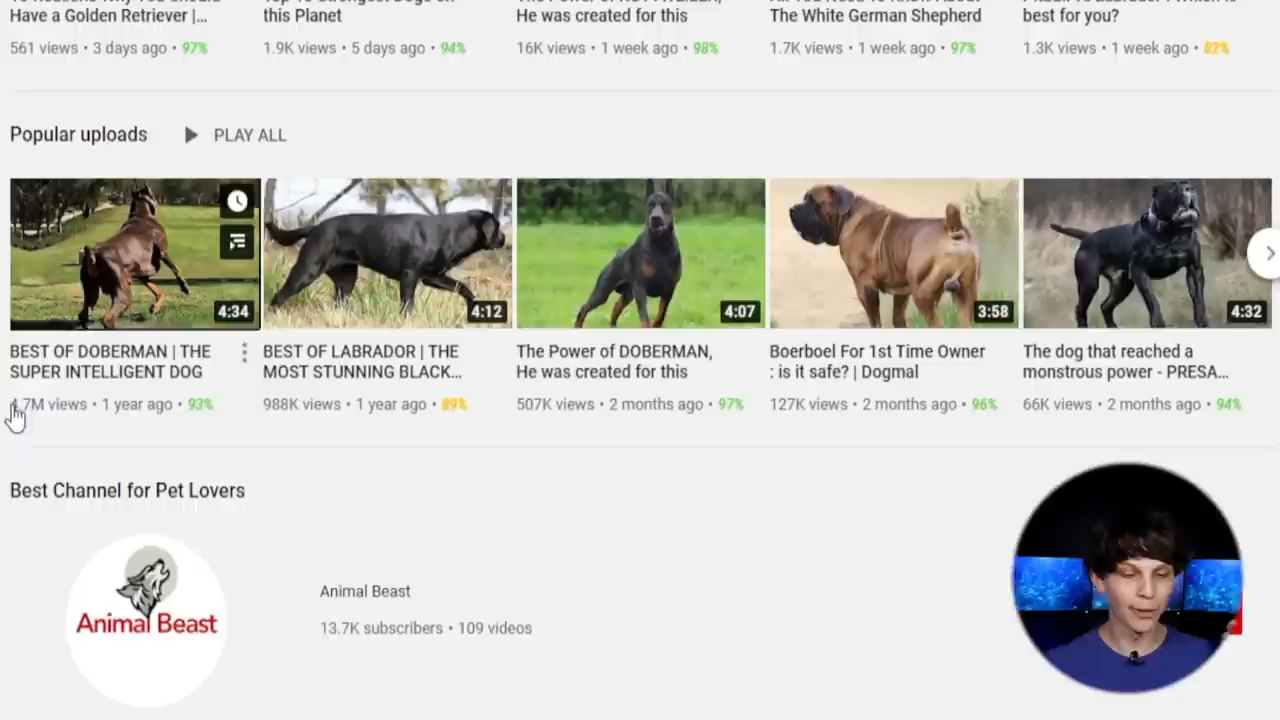 Have a Golden Retriever |...
this Planet
He was created for this
The White German Shepherd
best for you?
561 views • 3 days ago • 97%
1.9K views • 5 days ago • 94%
16K views • 1 week ago • 98%
1.7K views • 1 week ago • 97%
1.3K views • 1 week ago • 82%
Popular uploads
PLAY ALL
4:34
4:12
4:07
3:58
4:32
BEST OF DOBERMAN | THE
SUPER INTELLIGENT DOG
BEST OF LABRADOR | THE
MOST STUNNING BLACK...
The Power of DOBERMAN,
He was created for this
Boerboel For 1st Time Owner
: is it safe? | Dogmal
The dog that reached a
monstrous power - PRESA...
4.7M views • 1 year ago • 93%
988K views • 1 year ago • 89%
507K views • 2 months ago • 97%
127K views • 2 months ago • 96%
66K views • 2 months ago • 94%
Best Channel for Pet Lovers
Animal Beast
Animal Beast
13.7K subscribers • 109 videos